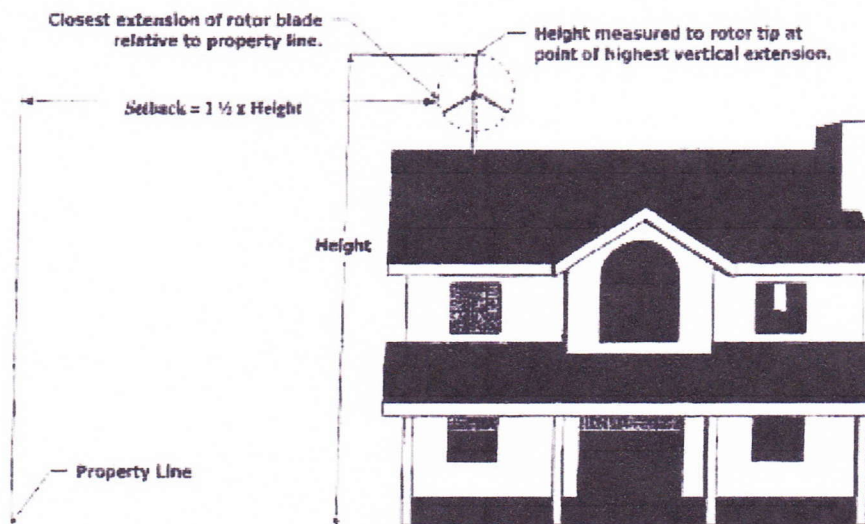 Closest extension of rotor blade
relative to property line.
Height measured to rotor tip at
point of highest vertical extension.
Setback = 1 ½ x Height
Height
Property Line